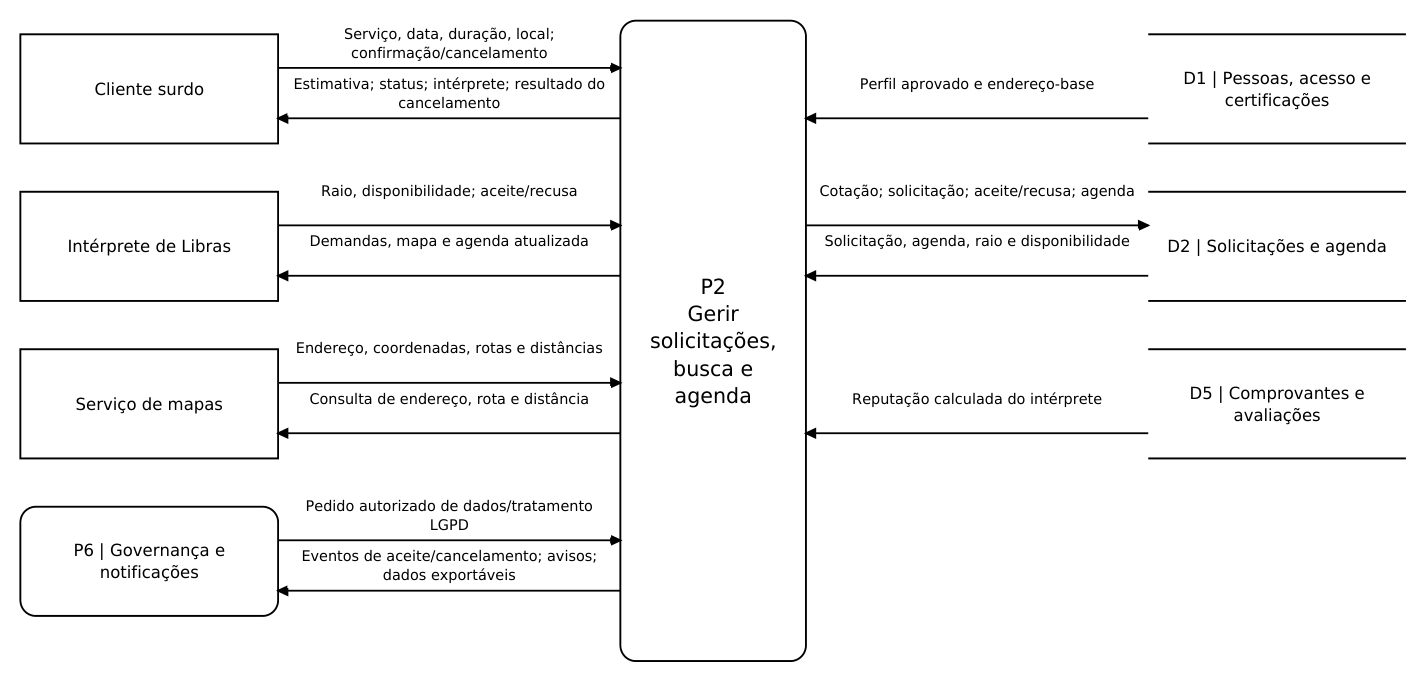 Cliente surdo
Serviço, data, duração, local;
confirmação/cancelamento
Estimativa; status; intérprete; resultado do
cancelamento
Intérprete de Libras
Raio, disponibilidade; aceite/recusa
Demandas, mapa e agenda atualizada
Serviço de mapas
Endereço, coordenadas, rotas e distâncias
Consulta de endereço, rota e distância
P6 | Governança e
notificações
Pedido autorizado de dados/tratamento
LGPD
Eventos de aceite/cancelamento; avisos;
dados exportáveis
P2
Gerir
solicitações,
busca e
agenda
Perfil aprovado e endereço-base
D1 | Pessoas, acesso e
certificações
Cotação; solicitação; aceite/recusa; agenda
Solicitação, agenda, raio e disponibilidade
D2 | Solicitações e agenda
Reputação calculada do intérprete
D5 | Comprovantes e
avaliações